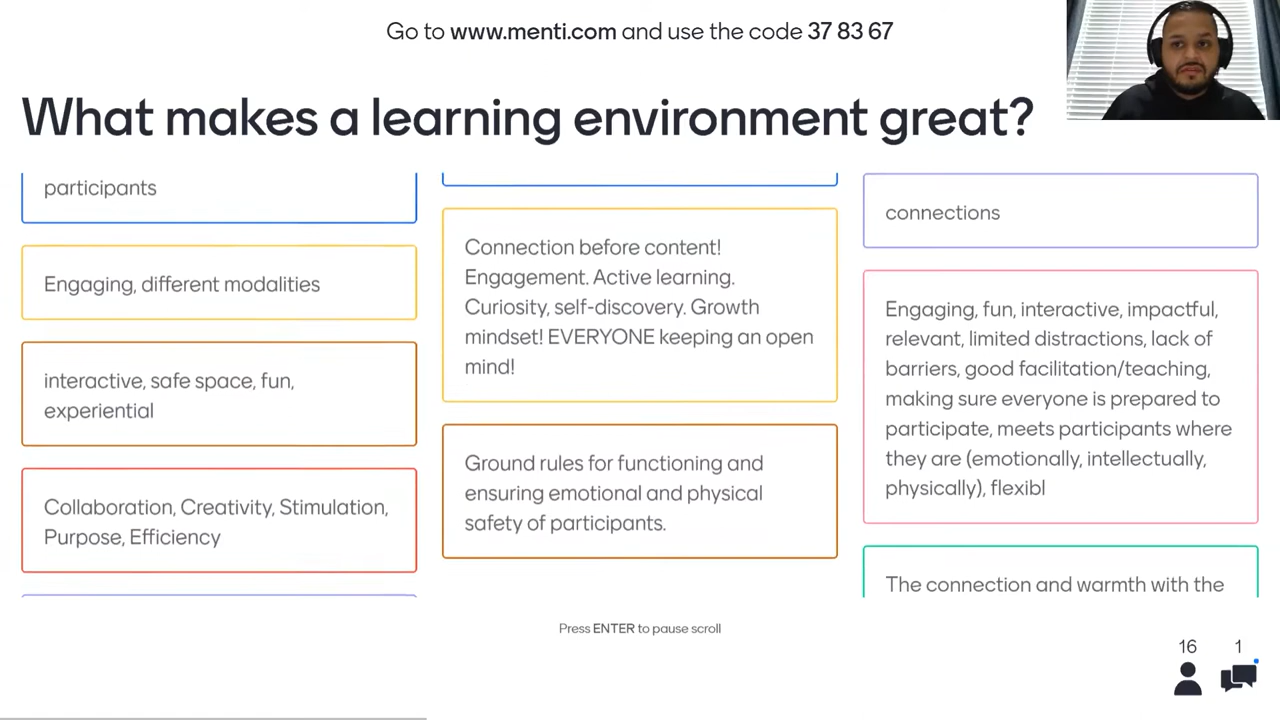 Go to www.menti.com and use the code 37 83 67
What makes a learning environment great?
participants
Engaging, different modalities
interactive, safe space, fun,
experiential
Collaboration, Creativity, Stimulation,
Purpose, Efficiency
Connection before content!
Engagement. Active learning.
Curiosity, self-discovery. Growth
mindset! EVERYONE keeping an open
mind!
Ground rules for functioning and
ensuring emotional and physical
safety of participants.
connections
Engaging, fun, interactive, impactful,
relevant, limited distractions, lack of
barriers, good facilitation/teaching,
making sure everyone is prepared to
participate, meets participants where
they are (emotionally, intellectually,
physically), flexibl
The connection and warmth with the
Press ENTER to pause scroll
16
1